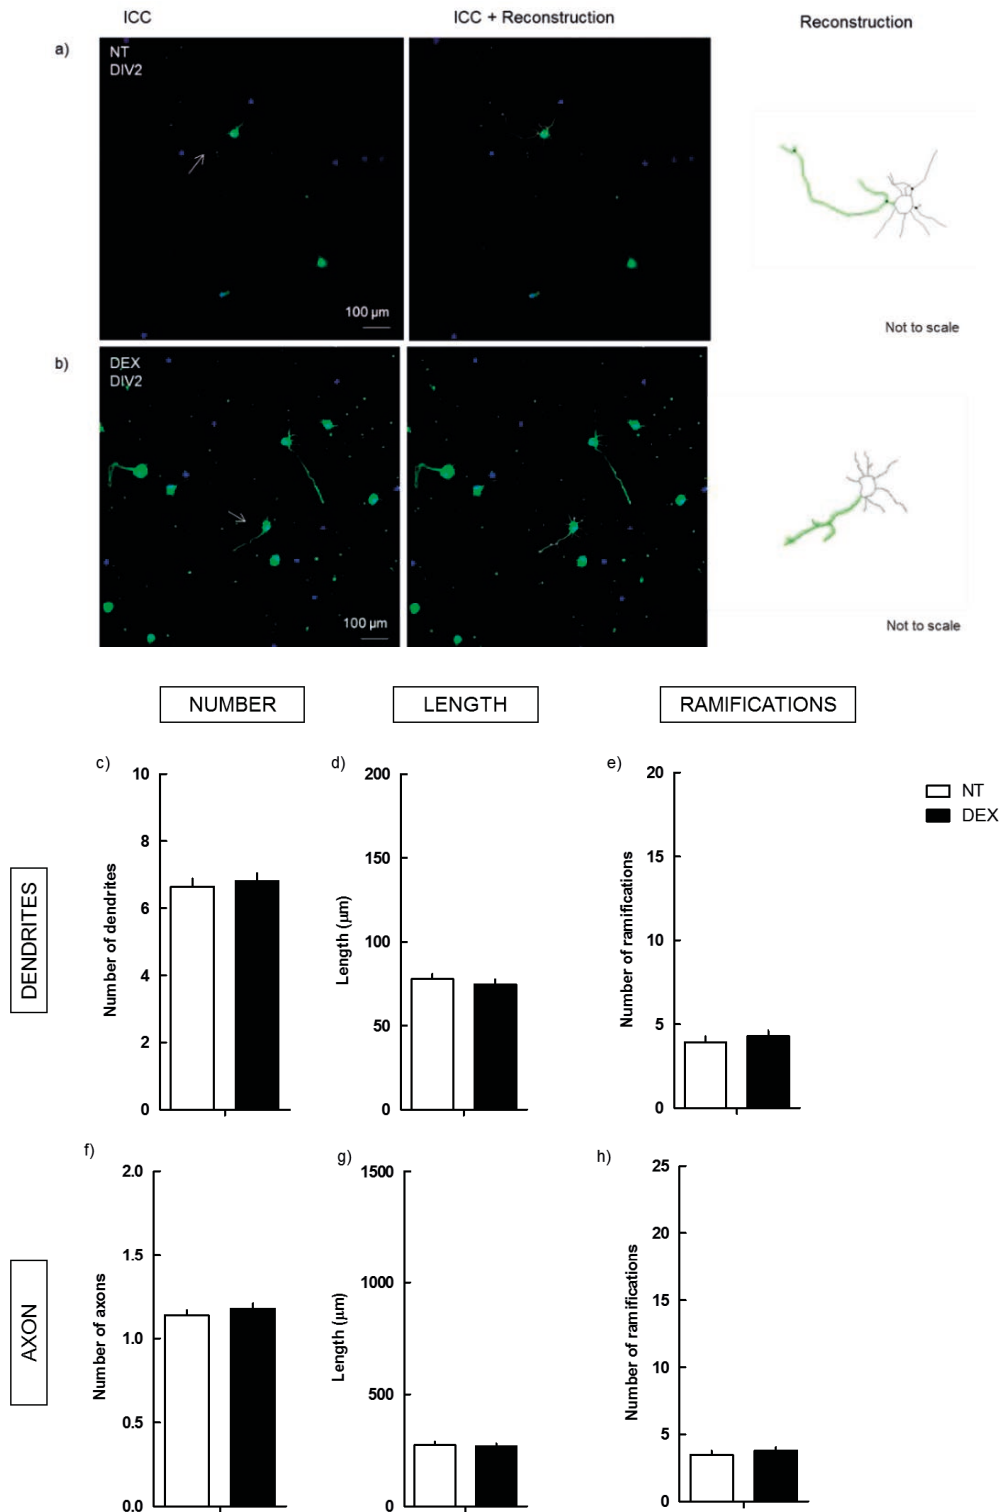 ICC
ICC + Reconstruction
Reconstruction
a)
NT
DIV2
100 µm
Not to scale
b)
DEX
DIV2
100 µm
Not to scale
NUMBER
LENGTH
RAMIFICATIONS
DENDRITES
c)
Number of dendrites
10
8
6
4
2
0
d)
Length (µm)
200
150
100
50
0
e)
Number of ramifications
20
15
10
5
0
NT
DEX
AXON
f)
Number of axons
2.0
1.5
1.0
0.5
0.0
g)
Length (µm)
1500
1000
500
0
h)
Number of ramifications
25
20
15
10
5
0